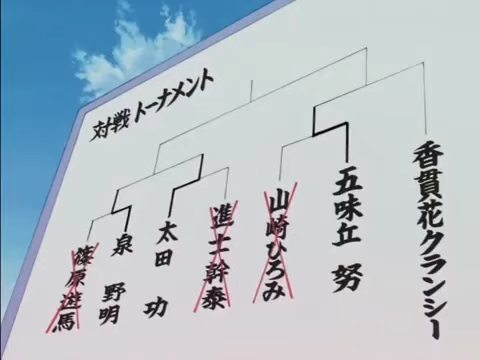 対戦トーナメント
篠原遊馬
泉 野明
太田 功
進士幹泰
山崎ひろみ
五味丘 努
香貫花クランシー